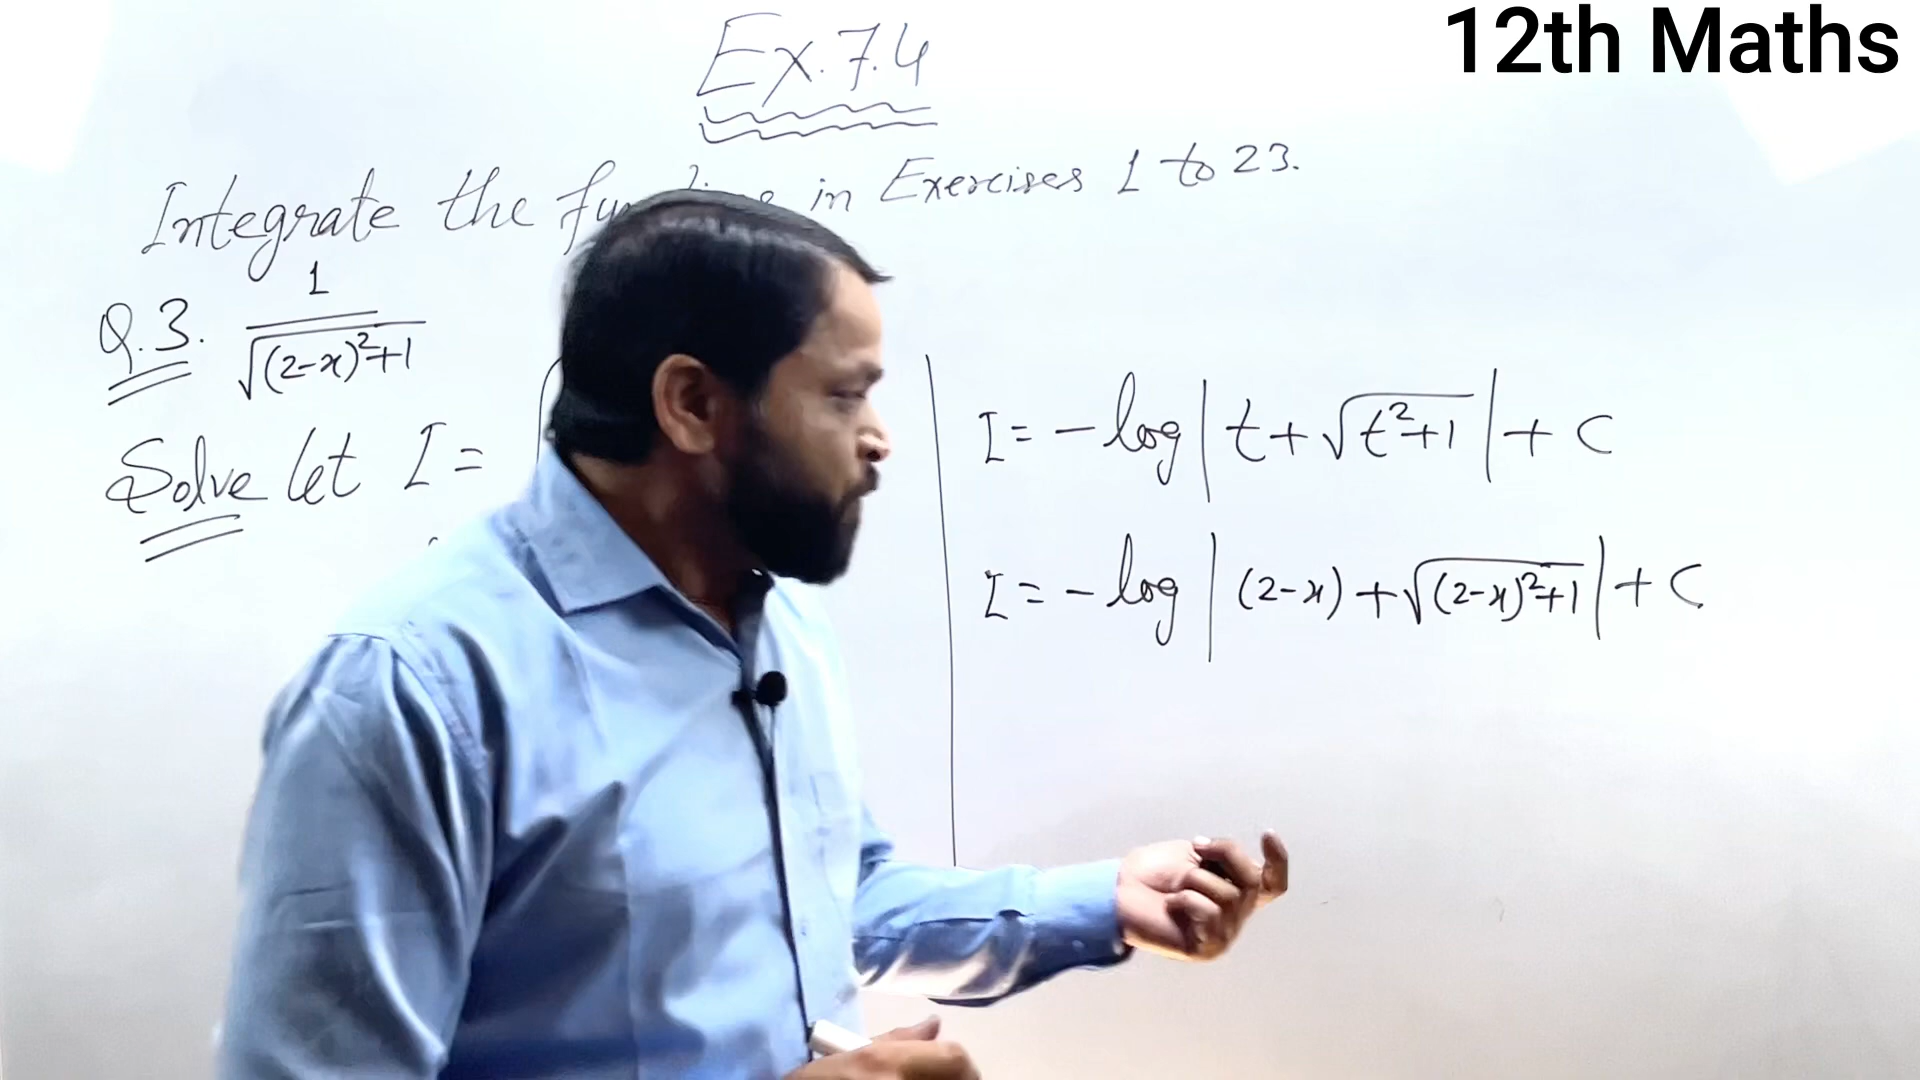 12th Maths
Ex. 7.4
Integrate the in Exercises 1 to 23.
Q.3. 1/√((2-x)²+1)
Solve let I =
I = -log|t+√(t²+1)|+C
I = -log|(2-x)+√((2-x)²+1)|+C